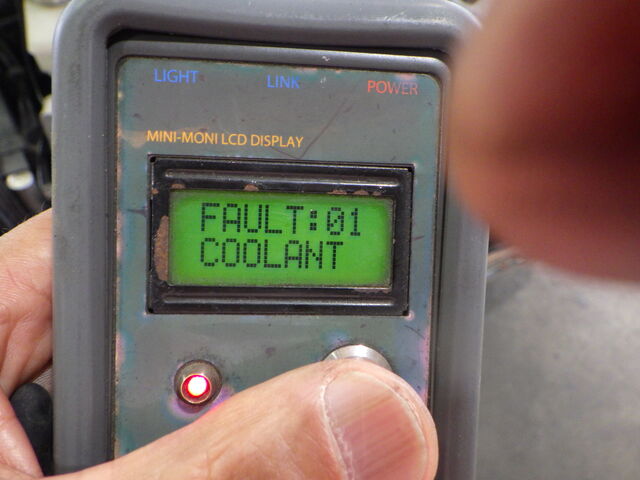 LIGHT LINK POWER
MINI-MONI LCD DISPLAY
FAULT:01
COOLANT